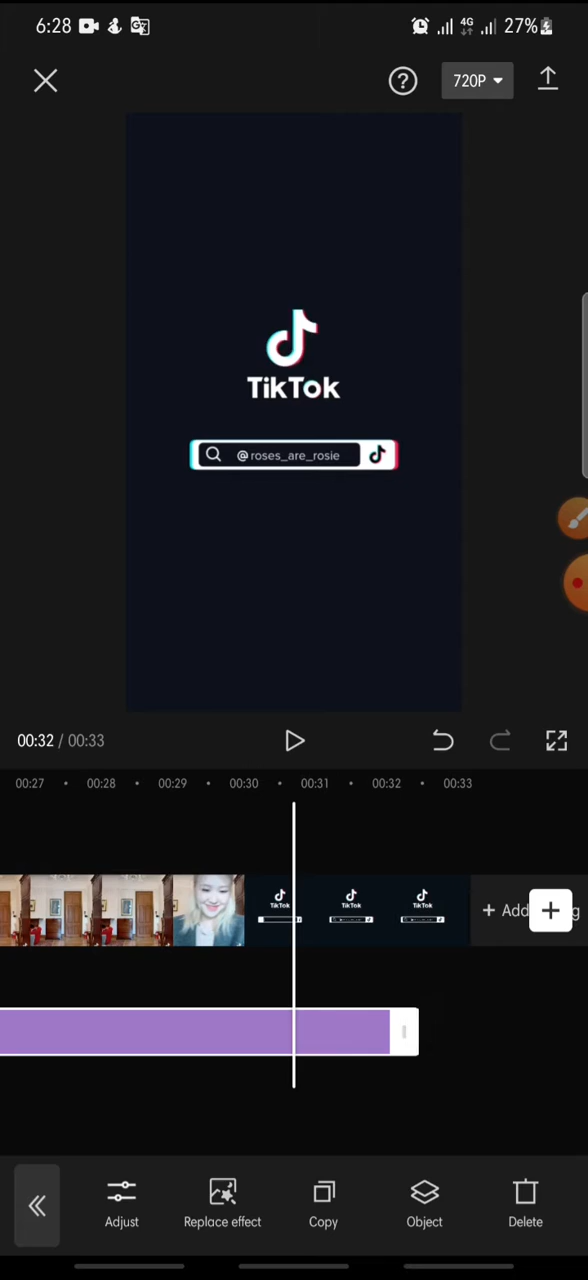 6:28 4G 27%
720P
TikTok
@roses_are_rosie
00:32 / 00:33
00:27 00:28 00:29 00:30 00:31 00:32 00:33
TikTok TikTok TikTok
+ Add + g
Adjust Replace effect Copy Object Delete